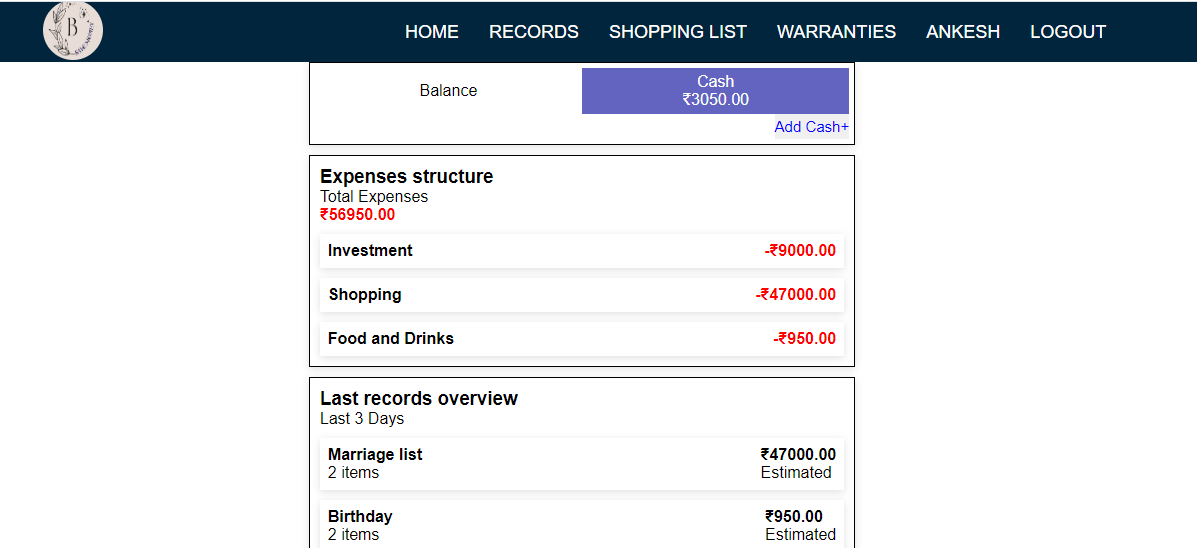 B
HOME RECORDS SHOPPING LIST WARRANTIES ANKESH LOGOUT
Balance
Cash
₹3050.00
Add Cash+
Expenses structure
Total Expenses
₹56950.00
Investment -₹9000.00
Shopping -₹47000.00
Food and Drinks -₹950.00
Last records overview
Last 3 Days
Marriage list ₹47000.00
2 items Estimated
Birthday ₹950.00
2 items Estimated